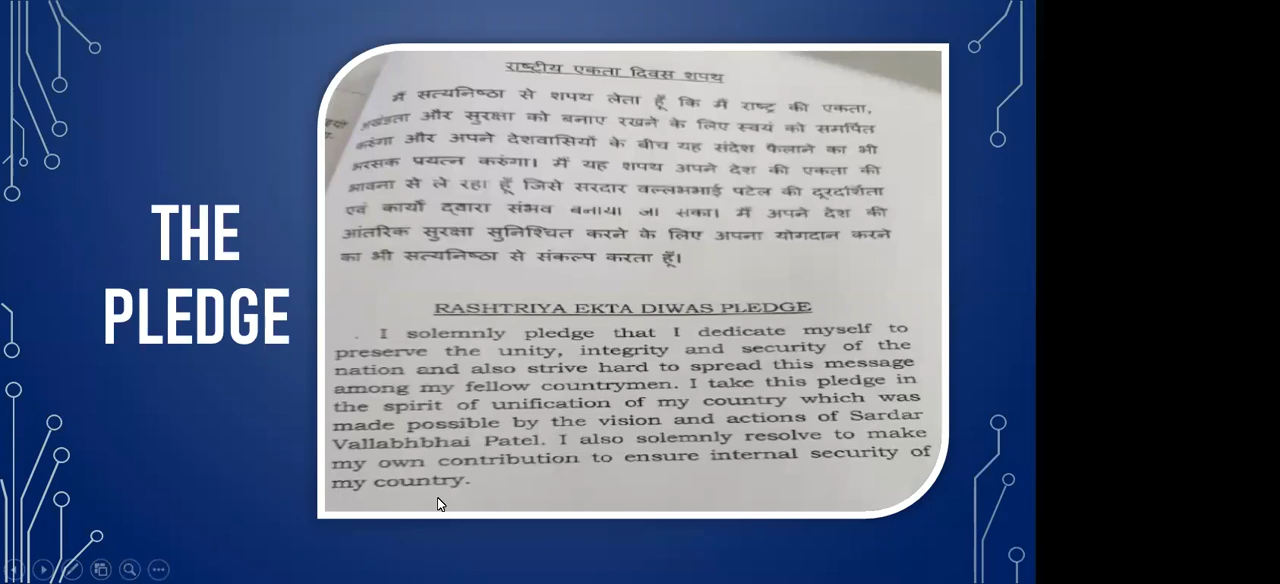 THE
PLEDGE
राष्ट्रीय एकता दिवस शपथ
मैं सत्यनिष्ठा से शपथ लेता हूँ कि मैं राष्ट्र की एकता,
अखंडता और सुरक्षा को बनाए रखने के लिए स्वयं को समर्पित
करुंगा और अपने देशवासियों के बीच यह संदेश फैलाने का भी
भरसक प्रयत्न करुंगा। मैं यह शपथ अपने देश की एकता की
भावना से ले रहा हूँ जिसे सरदार वल्लभभाई पटेल की दूरदर्शिता
एवं कार्यों द्वारा संभव बनाया जा सका। मैं अपने देश की
आंतरिक सुरक्षा सुनिश्चित करने के लिए अपना योगदान करने
का भी सत्यनिष्ठा से संकल्प करता हूँ।
RASHTRIYA EKTA DIWAS PLEDGE
I solemnly pledge that I dedicate myself to
preserve the unity, integrity and security of the
nation and also strive hard to spread this message
among my fellow countrymen. I take this pledge in
the spirit of unification of my country which was
made possible by the vision and actions of Sardar
Vallabhbhai Patel. I also solemnly resolve to make
my own contribution to ensure internal security of
my country.